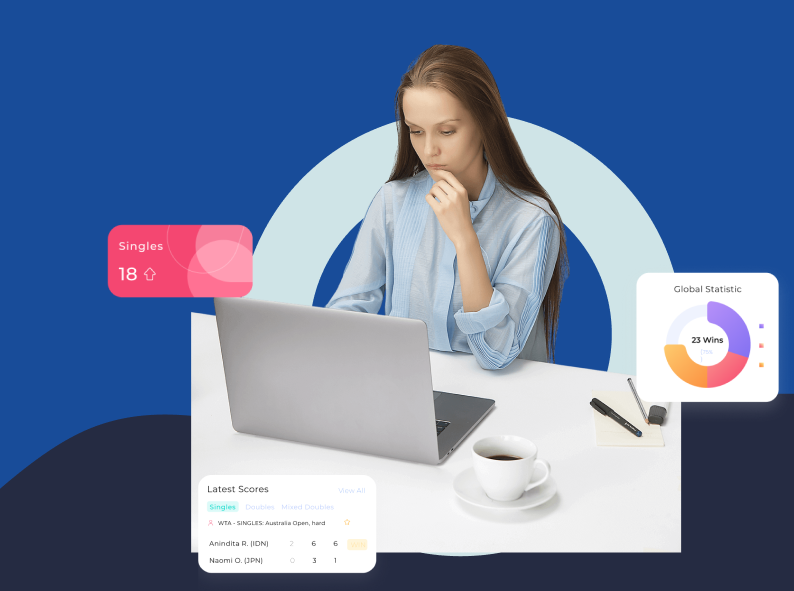 Singles
18
Global Statistic
23 Wins
Latest Scores
View All
Singles Doubles Mixed Doubles
WTA - SINGLES: Australia Open, hard
Anindita R. (IDN) 2 6 6
Naomi O. (JPN) 0 3 1